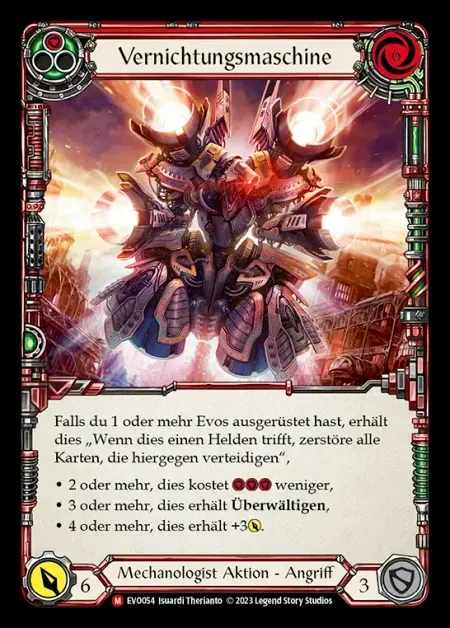 Vernichtungsmaschine
6
Falls du 1 oder mehr Evos ausgerüstet hast, erhält
dies „Wenn dies einen Helden trifft, zerstöre alle
Karten, die hiergegen verteidigen“,
• 2 oder mehr, dies kostet weniger,
• 3 oder mehr, dies erhält Überwältigen,
• 4 oder mehr, dies erhält +3.
6
Mechanologist Aktion - Angriff
3
M EVO054 Isuardi Therianto © 2023 Legend Story Studios